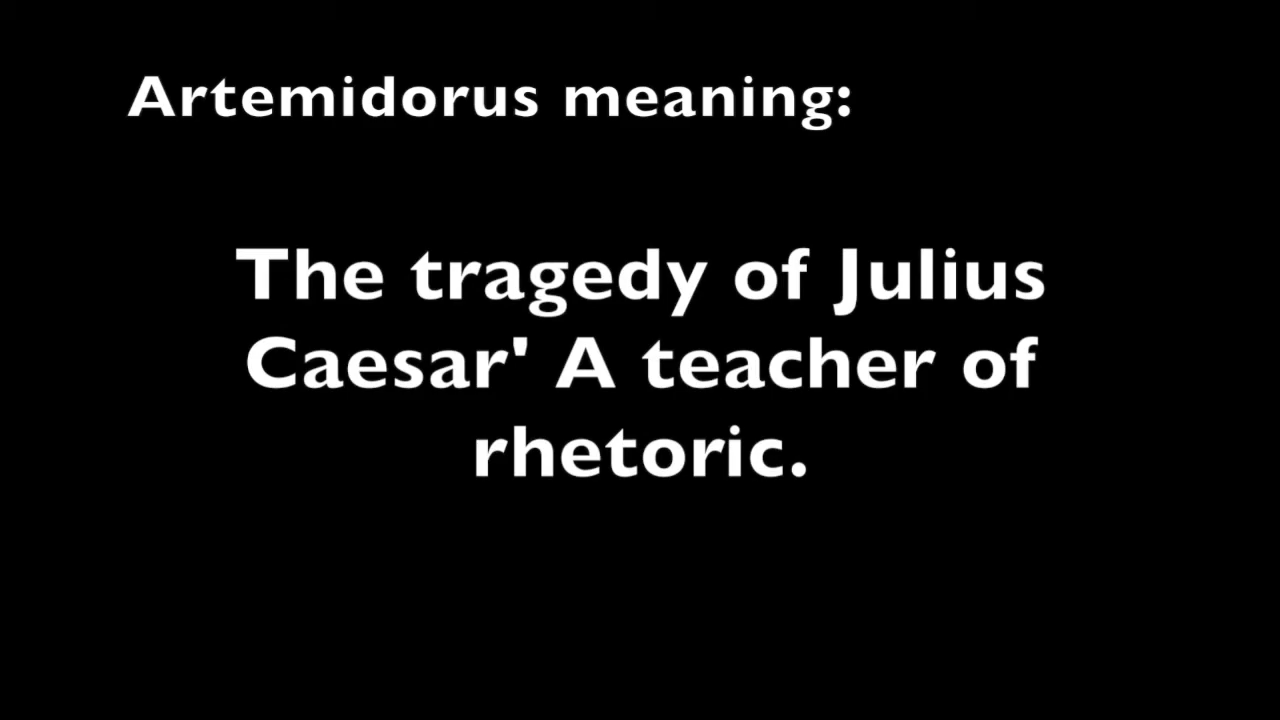 Artemidorus meaning:
The tragedy of Julius
Caesar' A teacher of
rhetoric.